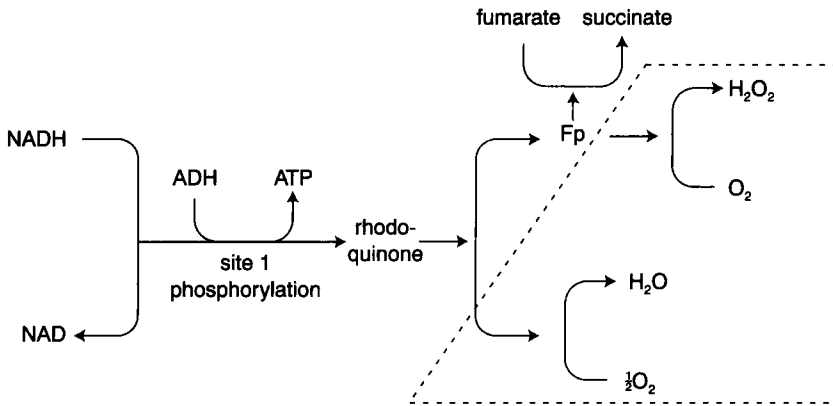 fumarate succinate
H₂O₂
NADH
Fp
O₂
ADH ATP
rhodo-
quinone
site 1
phosphorylation
H₂O
NAD
½O₂